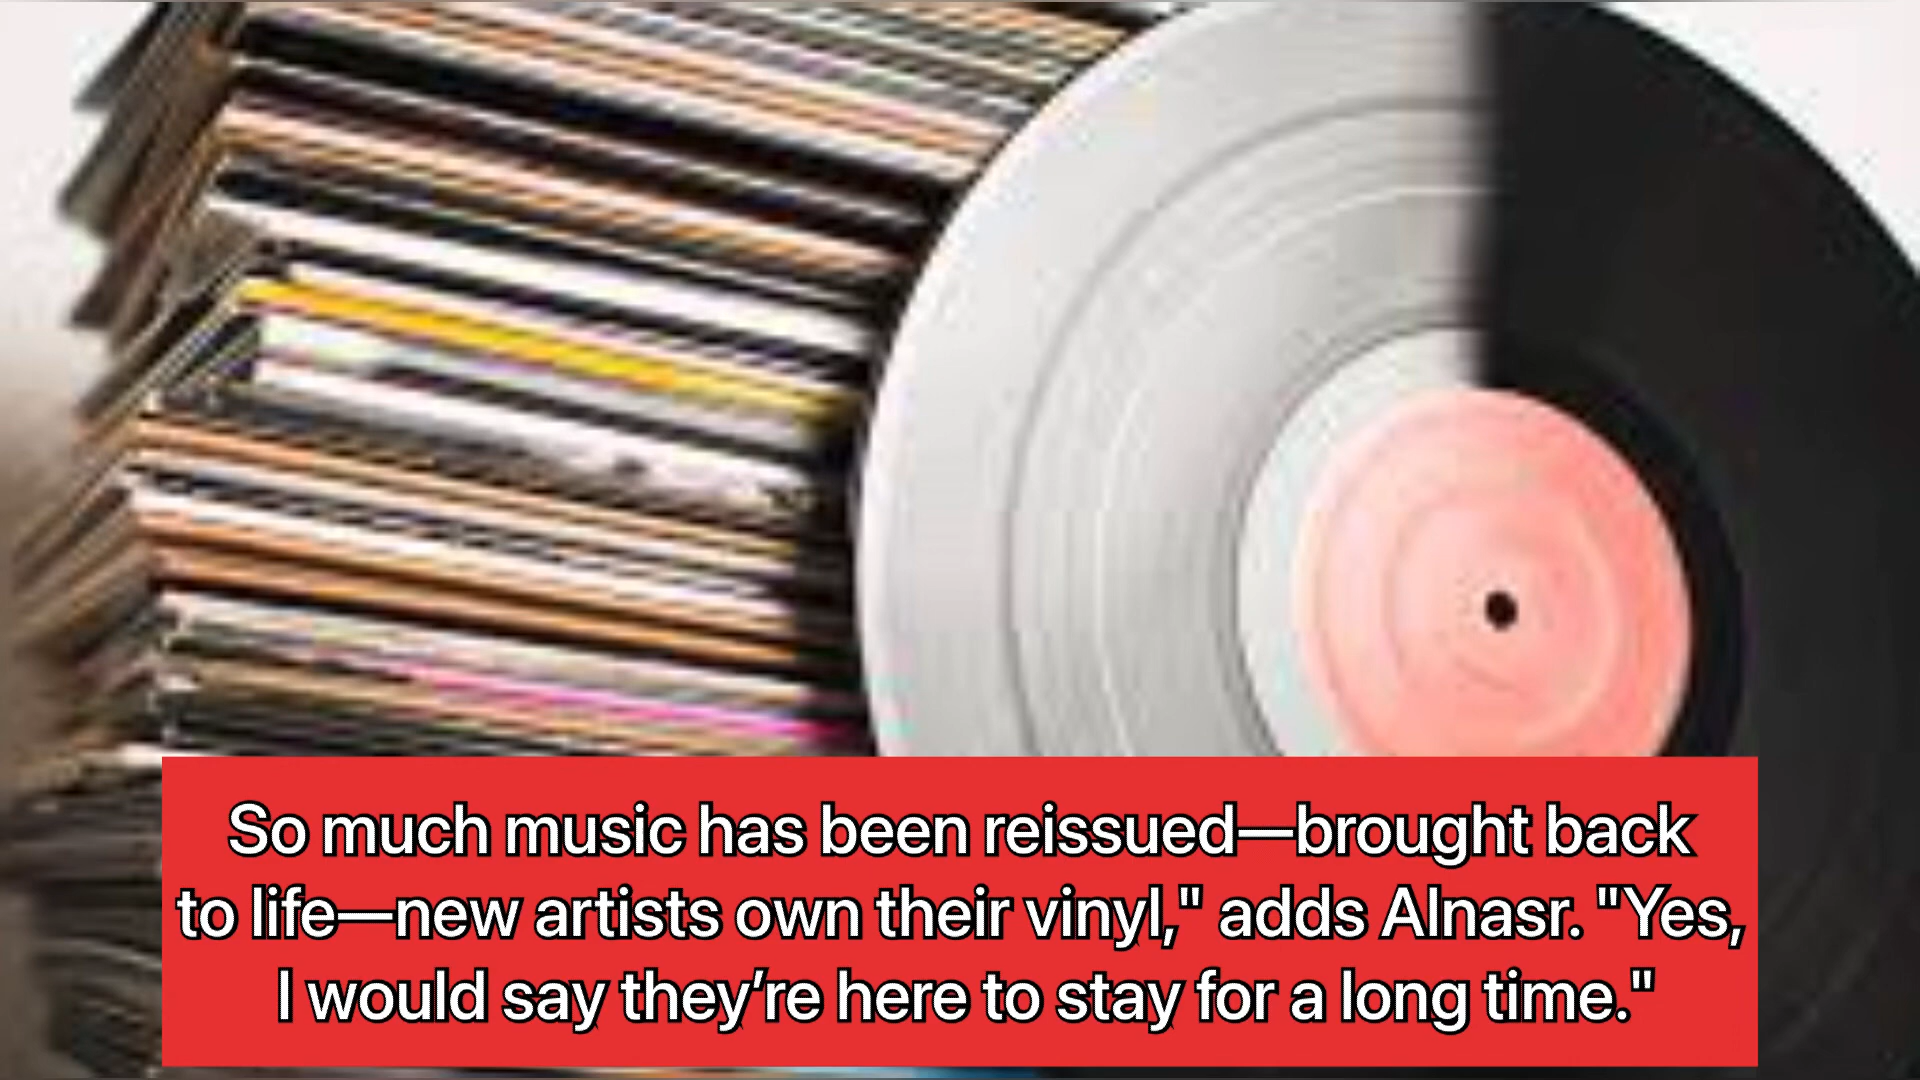 So much music has been reissued—brought back
to life—new artists own their vinyl," adds Alnasr. "Yes,
I would say they’re here to stay for a long time."